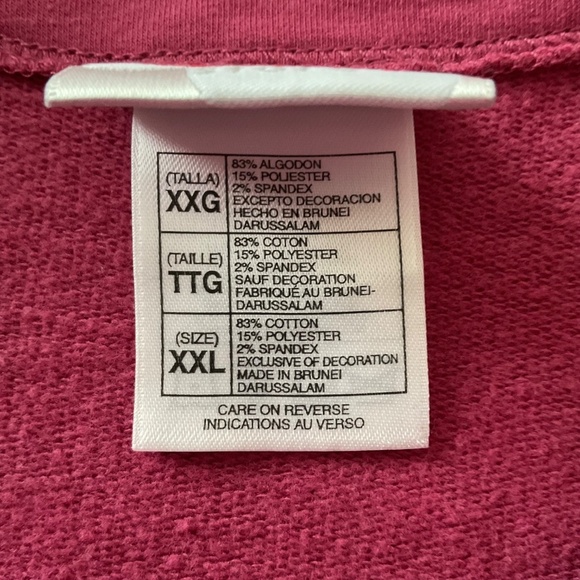 (TALLA)
XXG
83% ALGODON
15% POLIESTER
2% SPANDEX
EXCEPTO DECORACION
HECHO EN BRUNEI
DARUSSALAM
(TAILLE)
TTG
83% COTON
15% POLYESTER
2% SPANDEX
SAUF DECORATION
FABRIQUÉ AU BRUNEI-
DARUSSALAM
(SIZE)
XXL
83% COTTON
15% POLYESTER
2% SPANDEX
EXCLUSIVE OF DECORATION
MADE IN BRUNEI
DARUSSALAM
CARE ON REVERSE
INDICATIONS AU VERSO